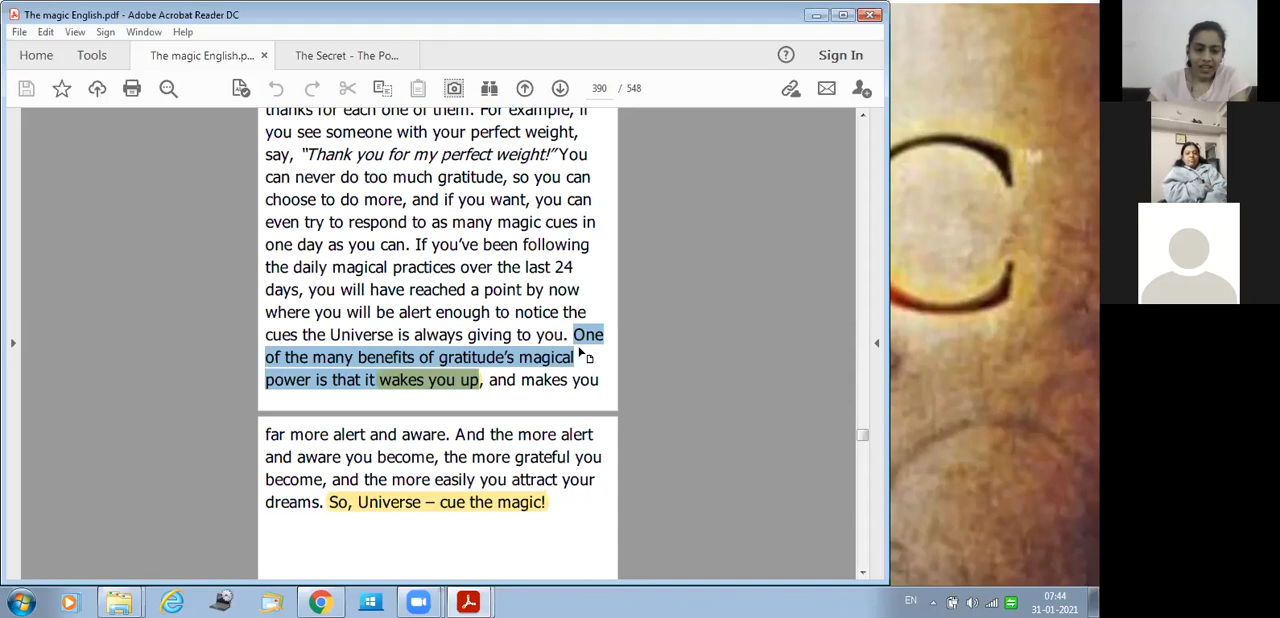 The magic English.pdf - Adobe Acrobat Reader DC
File Edit View Sign Window Help
Home Tools The magic English.p... × The Secret - The Po... ? Sign In
390 / 548
thanks for each one of them. For example, if
you see someone with your perfect weight,
say, “Thank you for my perfect weight!” You
can never do too much gratitude, so you can
choose to do more, and if you want, you can
even try to respond to as many magic cues in
one day as you can. If you’ve been following
the daily magical practices over the last 24
days, you will have reached a point by now
where you will be alert enough to notice the
cues the Universe is always giving to you. One
of the many benefits of gratitude’s magical
power is that it wakes you up, and makes you
far more alert and aware. And the more alert
and aware you become, the more grateful you
become, and the more easily you attract your
dreams. So, Universe – cue the magic!
TM
EN
07:44
31-01-2021